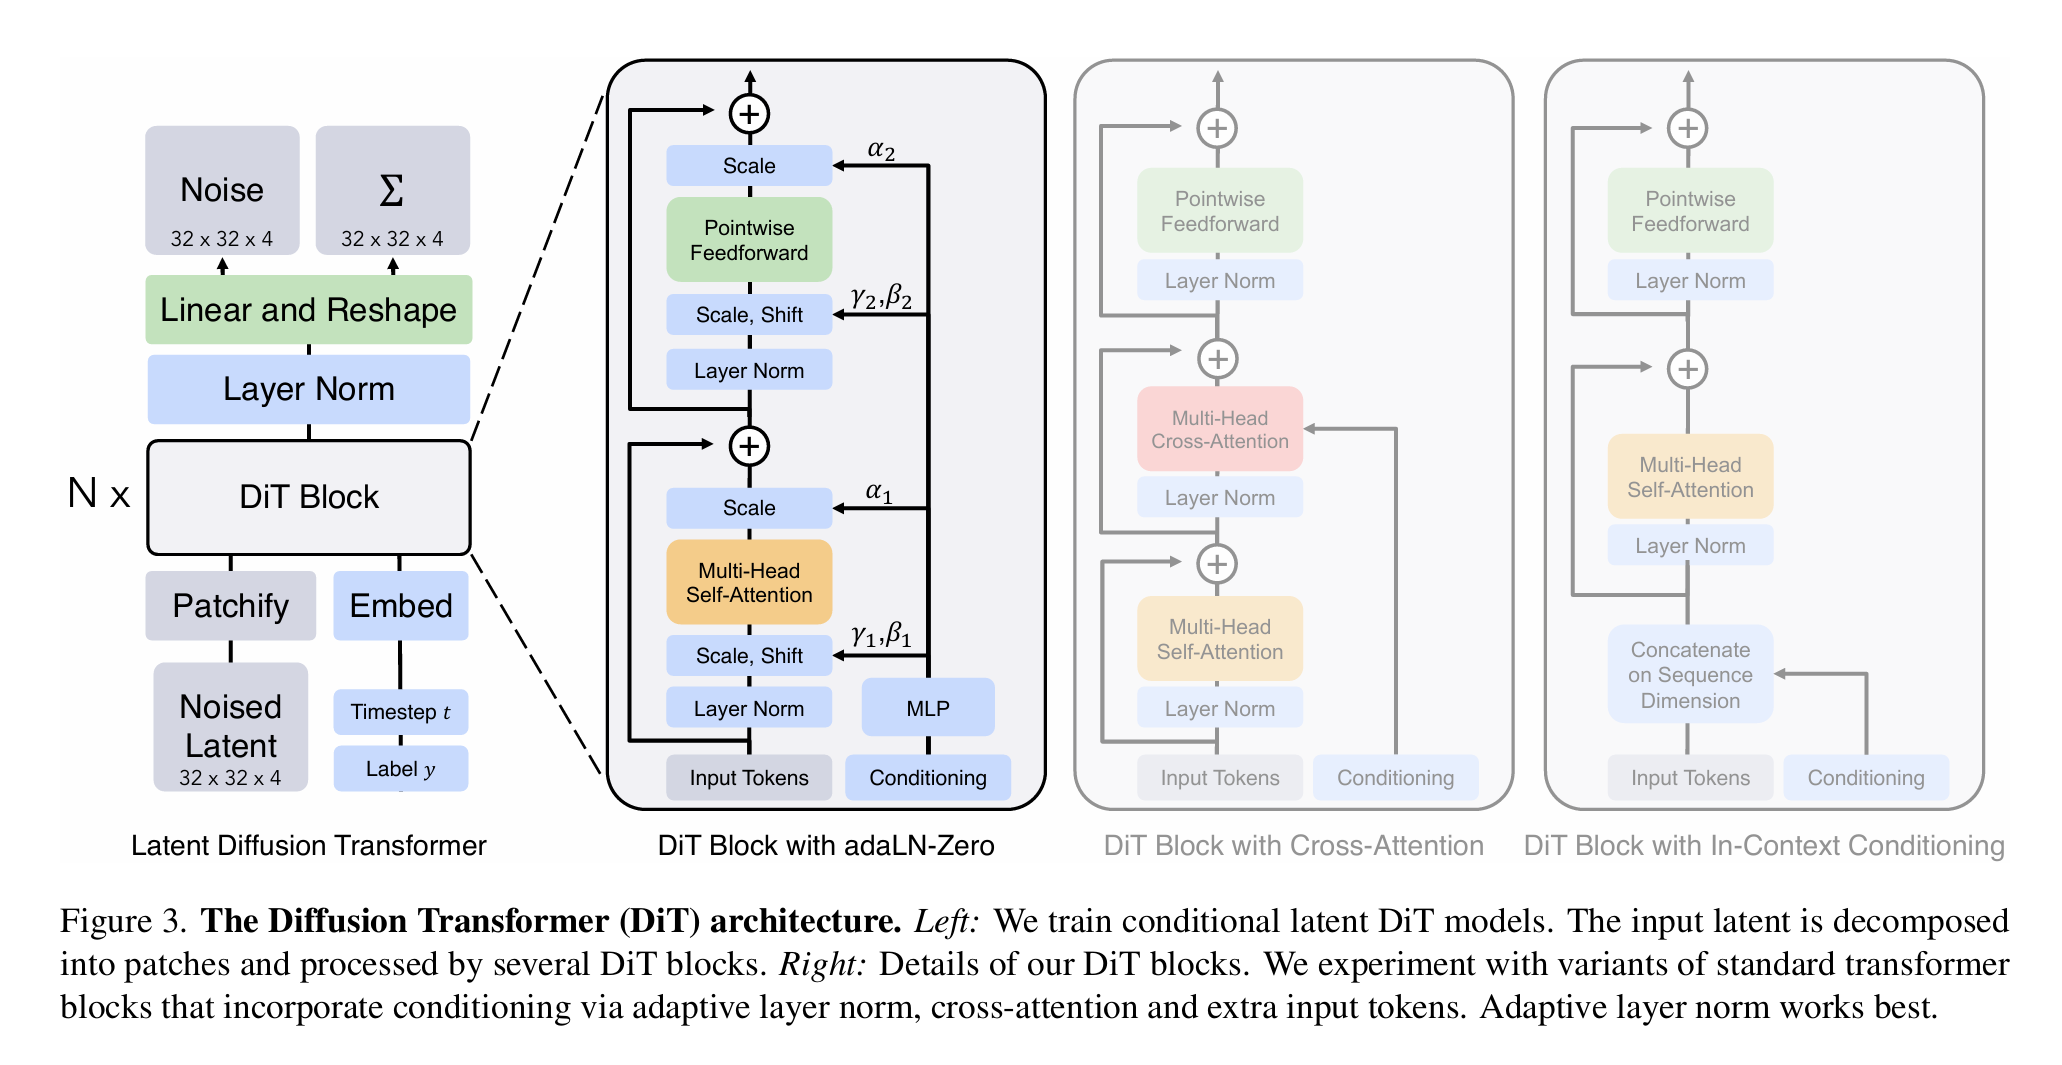 Noise
32 x 32 x 4
Σ
32 x 32 x 4
Linear and Reshape
Layer Norm
N x
DiT Block
Patchify
Embed
Noised
Latent
32 x 32 x 4
Timestep t
Label y
Latent Diffusion Transformer
Scale
α₂
Pointwise
Feedforward
γ₂,β₂
Scale, Shift
Layer Norm
Scale
α₁
Multi-Head
Self-Attention
γ₁,β₁
Scale, Shift
Layer Norm
MLP
Input Tokens
Conditioning
DiT Block with adaLN-Zero
Pointwise
Feedforward
Layer Norm
Multi-Head
Cross-Attention
Layer Norm
Multi-Head
Self-Attention
Layer Norm
Input Tokens
Conditioning
DiT Block with Cross-Attention
Pointwise
Feedforward
Layer Norm
Multi-Head
Self-Attention
Layer Norm
Concatenate
on Sequence
Dimension
Input Tokens
Conditioning
DiT Block with In-Context Conditioning
Figure 3. The Diffusion Transformer (DiT) architecture. Left: We train conditional latent DiT models. The input latent is decomposed
into patches and processed by several DiT blocks. Right: Details of our DiT blocks. We experiment with variants of standard transformer
blocks that incorporate conditioning via adaptive layer norm, cross-attention and extra input tokens. Adaptive layer norm works best.